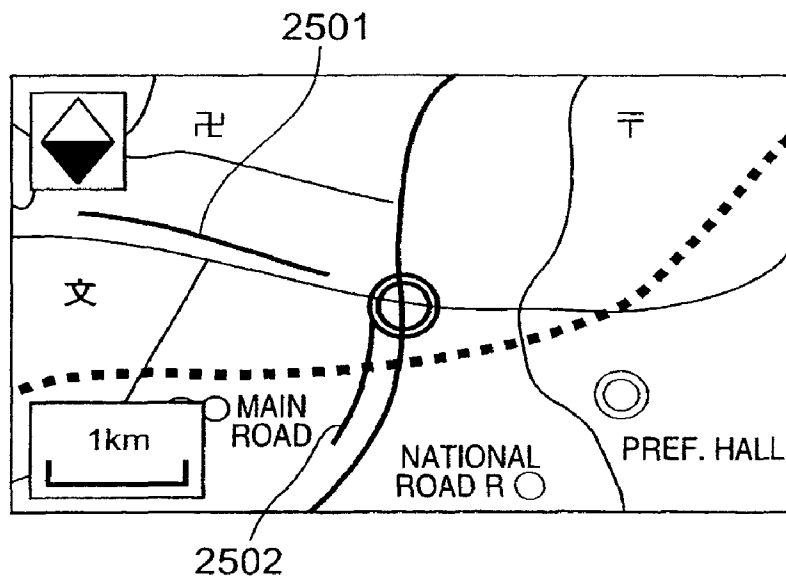 2501
卍
〒
文
MAIN
ROAD
1km
NATIONAL
ROAD R
PREF. HALL
2502